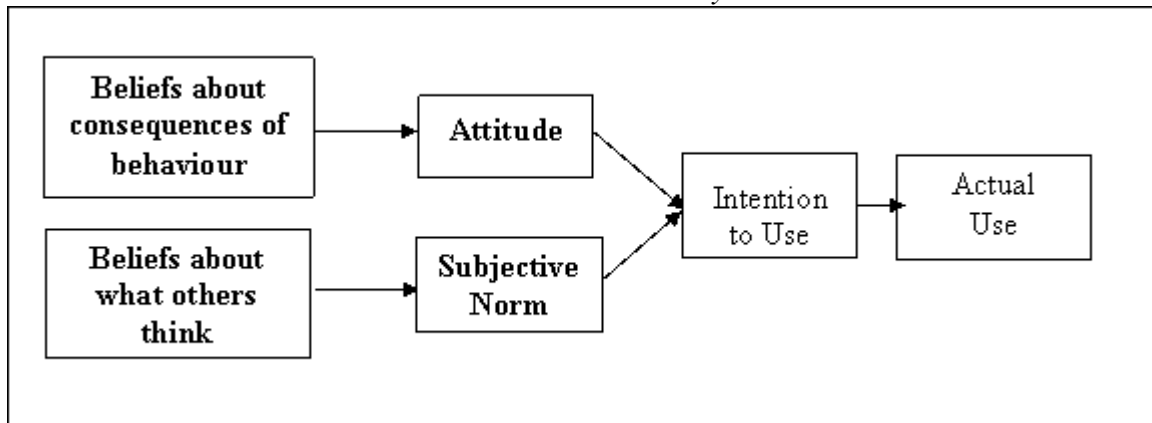 Beliefs about
consequences of
behaviour
Attitude
Intention
to Use
Actual
Use
Beliefs about
what others
think
Subjective
Norm